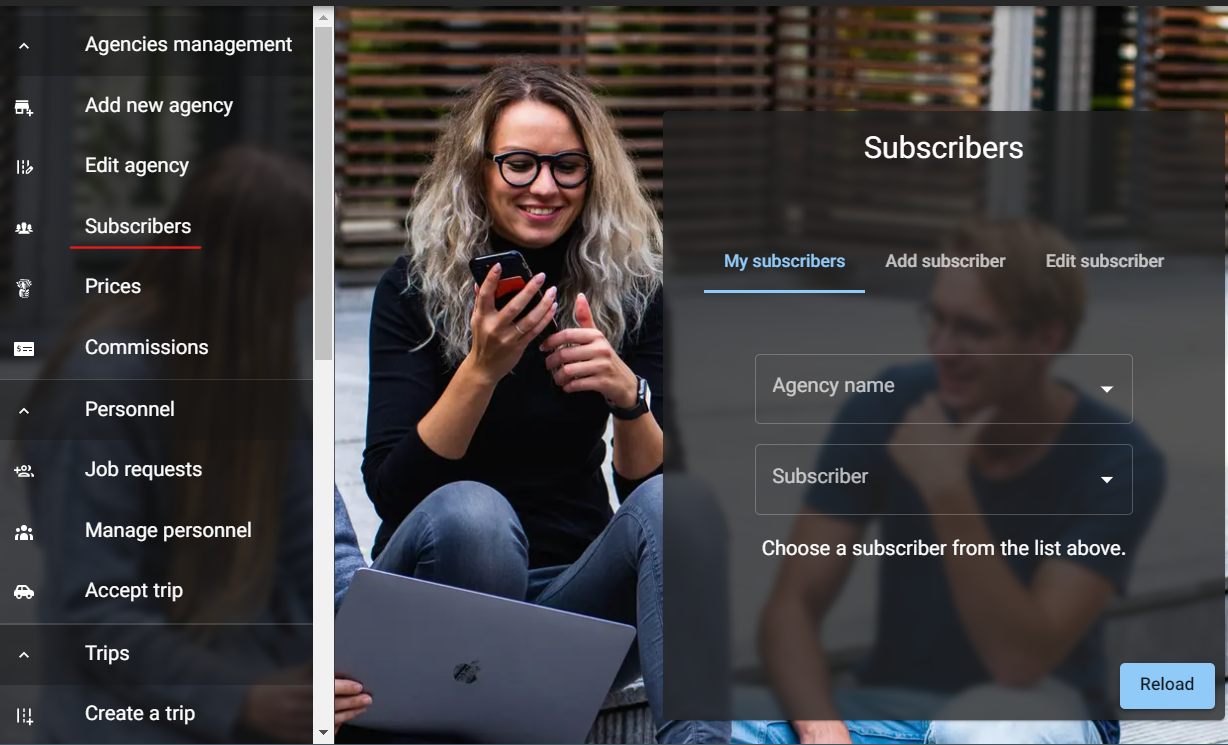 Agencies management
Add new agency
Edit agency
Subscribers
Prices
Commissions
Personnel
Job requests
Manage personnel
Accept trip
Trips
Create a trip
Subscribers
My subscribers Add subscriber Edit subscriber
Agency name
Subscriber
Choose a subscriber from the list above.
Reload